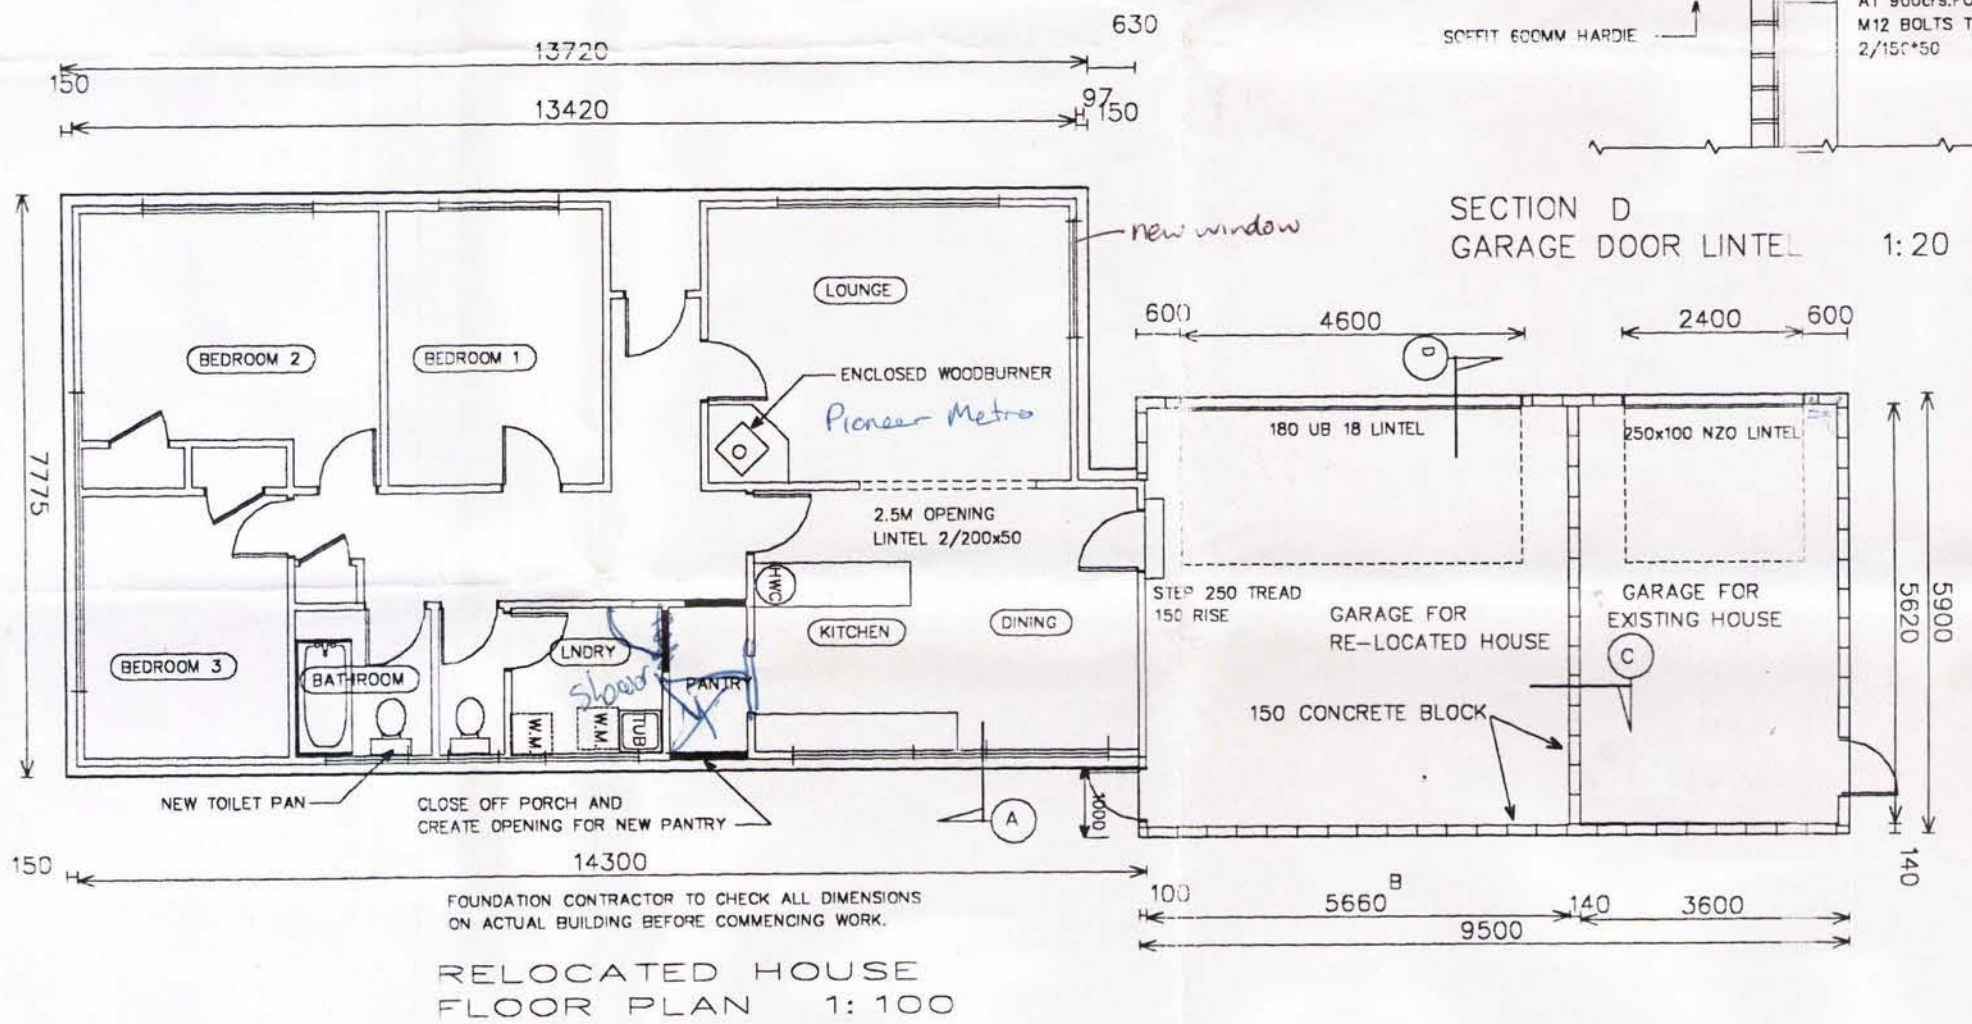 630
SOFFIT 600MM HARDIE
M12 BOLTS T
2/150*50
13720
150
13420
97
150
SECTION D
GARAGE DOOR LINTEL 1:20
new window
LOUNGE
600
4600
2400
600
D
BEDROOM 2
BEDROOM 1
ENCLOSED WOODBURNER
Pioneer Metro
180 UB 18 LINTEL
250x100 NZO LINTEL
7775
2.5M OPENING
LINTEL 2/200x50
HWC
STEP 250 TREAD
150 RISE
GARAGE FOR
RE-LOCATED HOUSE
GARAGE FOR
EXISTING HOUSE
5620
5900
KITCHEN
DINING
LNDRY
BEDROOM 3
BATHROOM
PANTRY
C
W.M
W.M.
TUB
150 CONCRETE BLOCK
NEW TOILET PAN
CLOSE OFF PORCH AND
CREATE OPENING FOR NEW PANTRY
A
1000
150
14300
140
FOUNDATION CONTRACTOR TO CHECK ALL DIMENSIONS
ON ACTUAL BUILDING BEFORE COMMENCING WORK.
100
B
5660
140
3600
9500
RELOCATED HOUSE
FLOOR PLAN 1:100